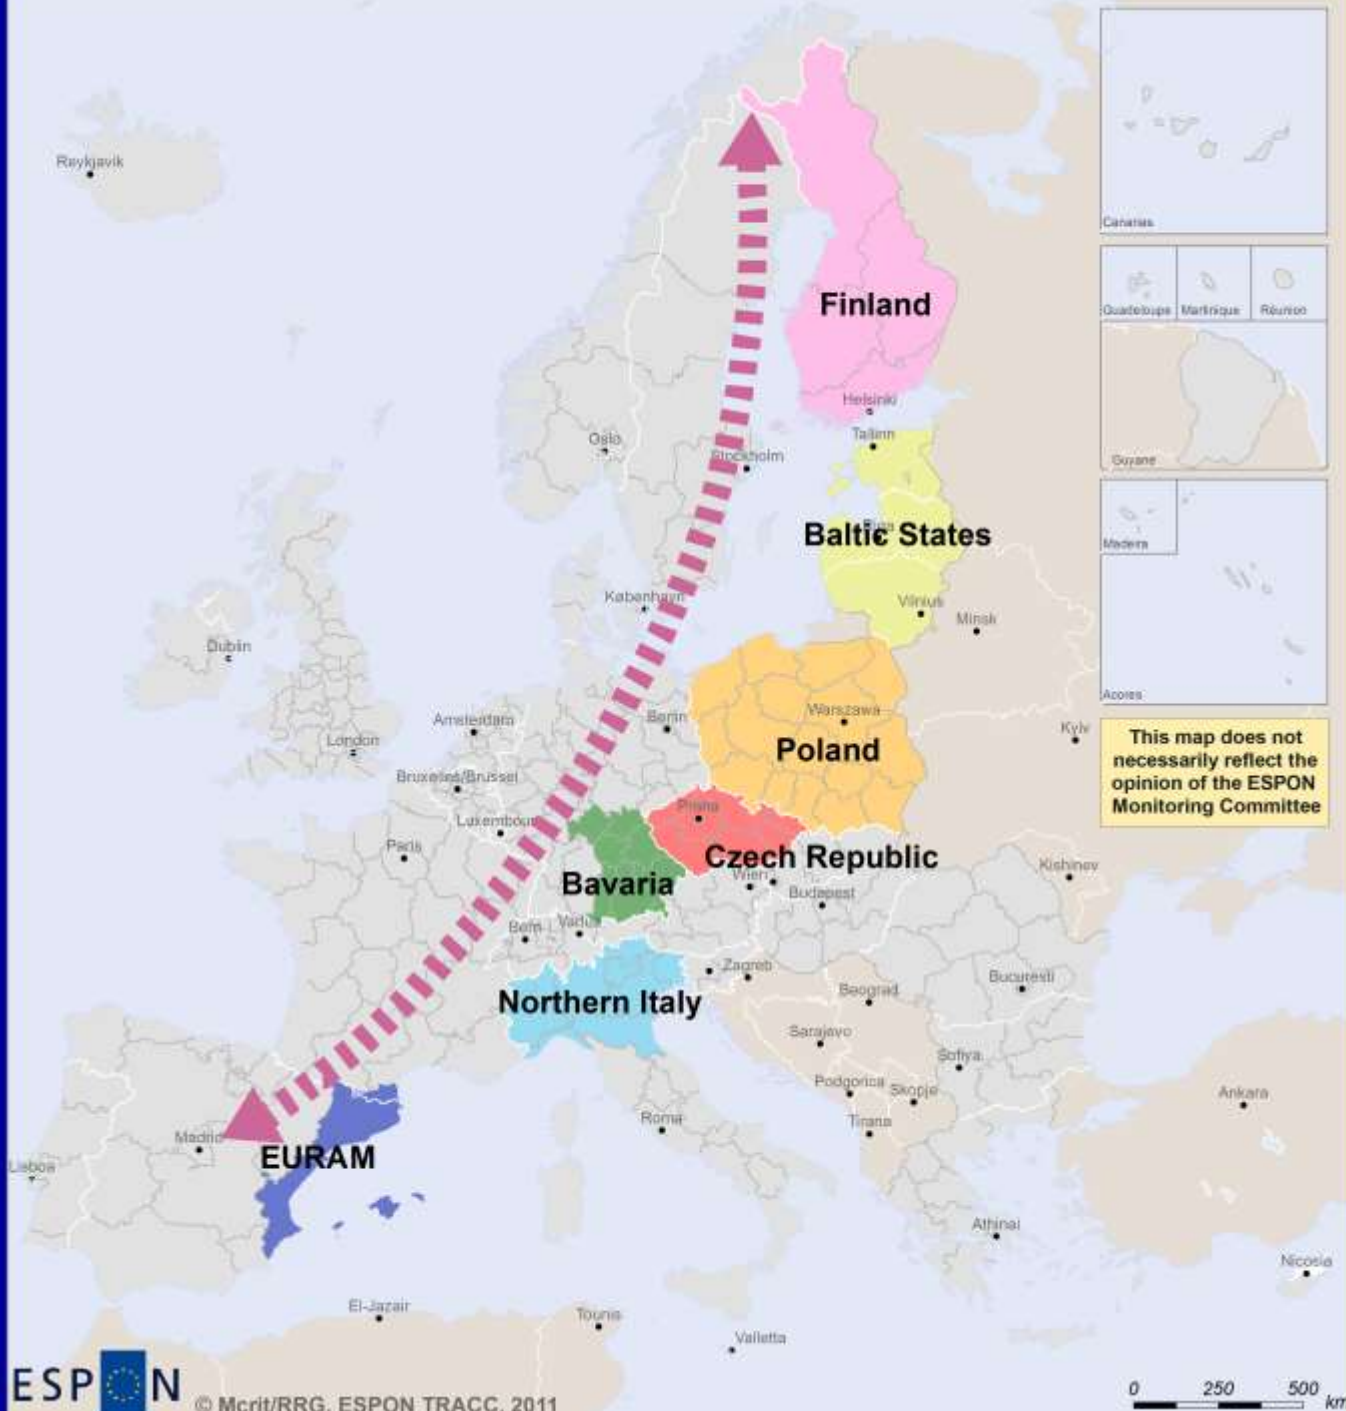 Reykjavik
Canarias
Guadeloupe
Martinique
Réunion
Finland
Helsinki
Tallinn
Oslo
Stockholm
Guyane
Baltic States
Madeira
København
Vilnius
Minsk
Dublin
Acores
Amsterdam
Berlin
Warszawa
Kyiv
London
Poland
This map does not
necessarily reflect the
opinion of the ESPON
Monitoring Committee
Bruxelles/Brussel
Luxembourg
Praha
Paris
Czech Republic
Kishinev
Bavaria
Wien
Budapest
Bern
Vaduz
Zagreb
Bucuresti
Northern Italy
Beograd
Sarajevo
Sofiya
Podgorica
Skopje
Ankara
Roma
Tirana
Madrid
EURAM
Lisboa
Athinai
Nicosia
El-Jazair
Tounis
Valletta
ESPON
© Mcrit/RRG, ESPON TRACC, 2011
0 250 500 km